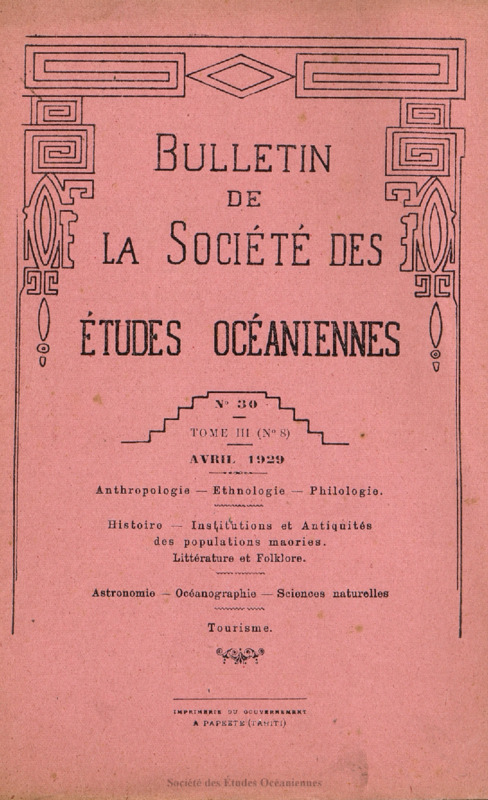 BULLETIN
DE
LA SOCIÉTÉ DES
ÉTUDES OCÉANIENNES
No 30
TOME III (No 8)
AVRIL 1929
Anthropologie — Ethnologie — Philologie.
Histoire — Institutions et Antiquités
des populations maories.
Littérature et Folklore.
Astronomie — Océanographie — Sciences naturelles
Tourisme.
IMPRIMERIE DU GOUVERNEMENT
A PAPEETE (TAHITI)
Société des Études Océaniennes